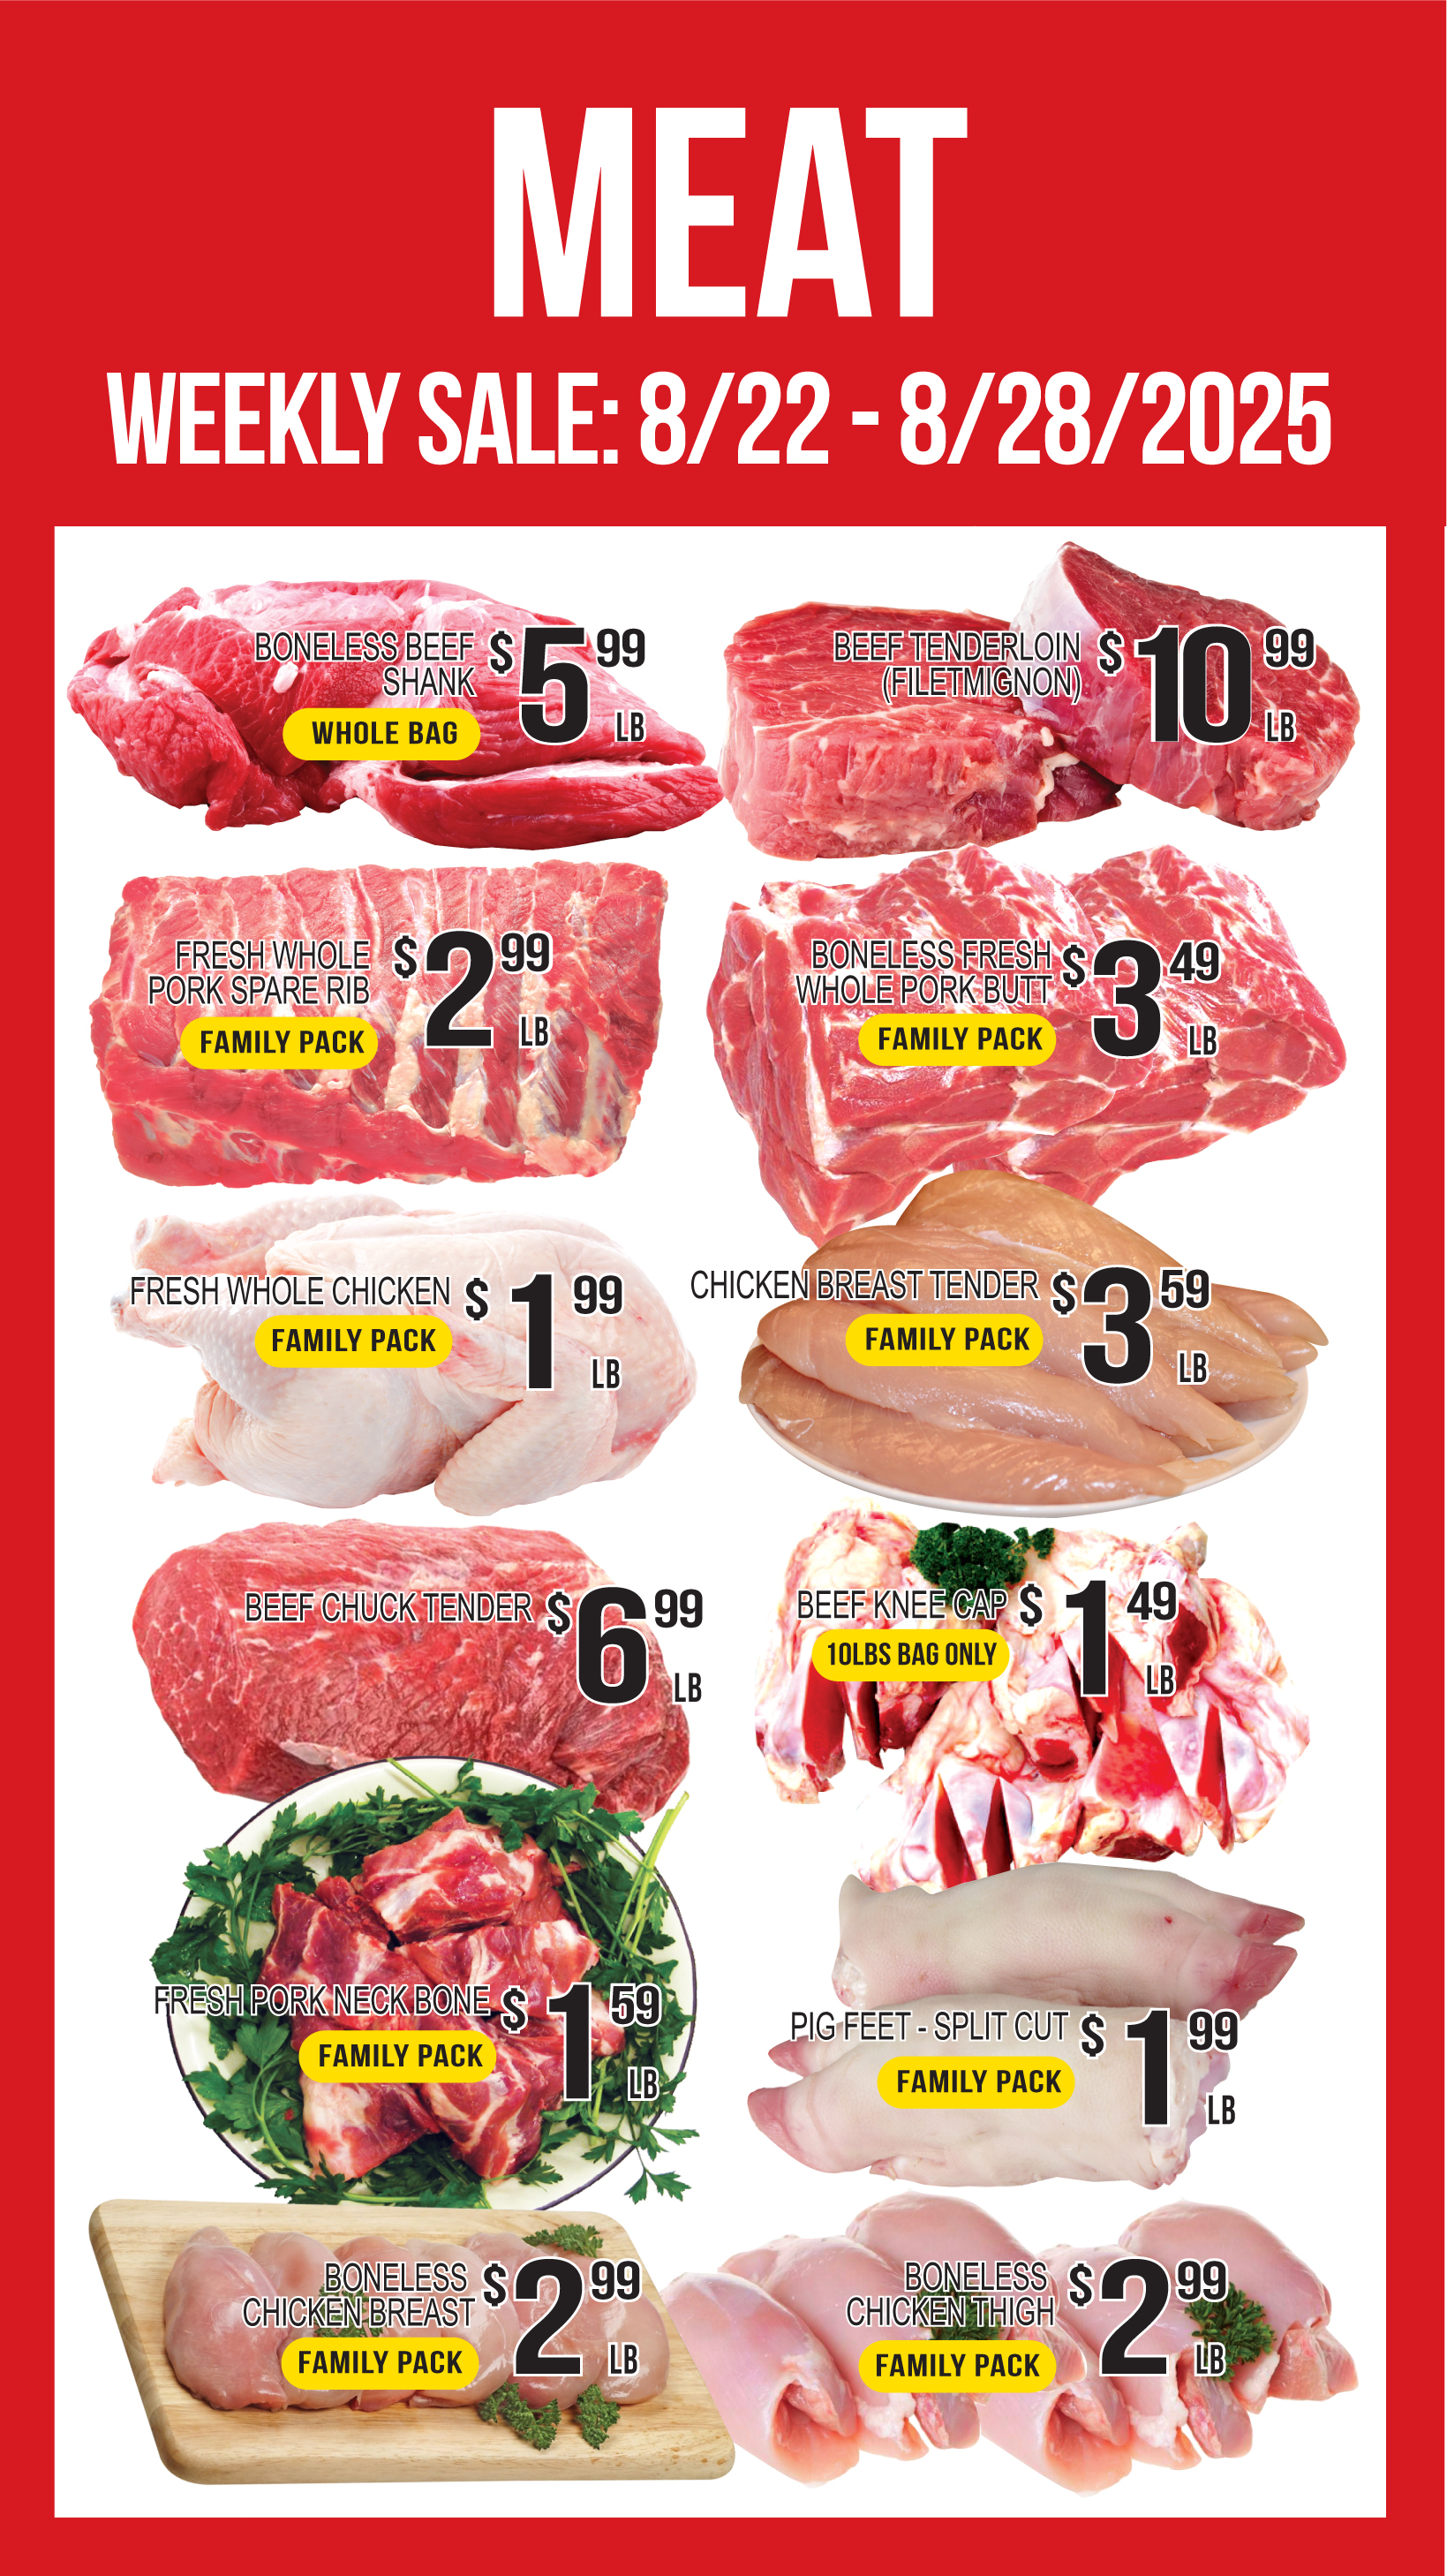 MEAT
WEEKLY SALE: 8/22 - 8/28/2025
BONELESS BEEF
SHANK
WHOLE BAG
$5 99
LB
BEEF TENDERLOIN
(FILETMIGNON)
$10 99
LB
FRESH WHOLE
PORK SPARE RIB
FAMILY PACK
$2 99
LB
BONELESS FRESH
WHOLE PORK BUTT
FAMILY PACK
$3 49
LB
FRESH WHOLE CHICKEN
FAMILY PACK
$1 99
LB
CHICKEN BREAST TENDER
FAMILY PACK
$3 59
LB
BEEF CHUCK TENDER
$6 99
LB
BEEF KNEE CAP
10LBS BAG ONLY
$1 49
LB
FRESH PORK NECK BONE
FAMILY PACK
$1 59
LB
PIG FEET - SPLIT CUT
FAMILY PACK
$1 99
LB
BONELESS
CHICKEN BREAST
FAMILY PACK
$2 99
LB
BONELESS
CHICKEN THIGH
FAMILY PACK
$2 99
LB